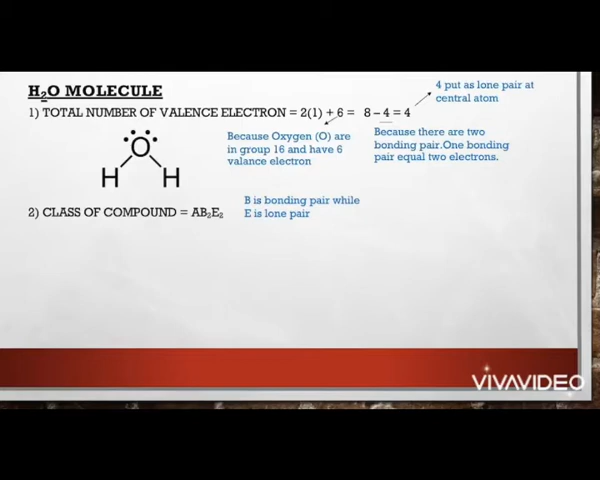 H₂O MOLECULE
4 put as lone pair at
central atom
1) TOTAL NUMBER OF VALENCE ELECTRON = 2(1) + 6 = 8 – 4 = 4
Because Oxygen (O) are
in group 16 and have 6
valance electron
Because there are two
bonding pair.One bonding
pair equal two electrons.
O
H H
2) CLASS OF COMPOUND = AB₂E₂
B is bonding pair while
E is lone pair
VIVAVIDEO